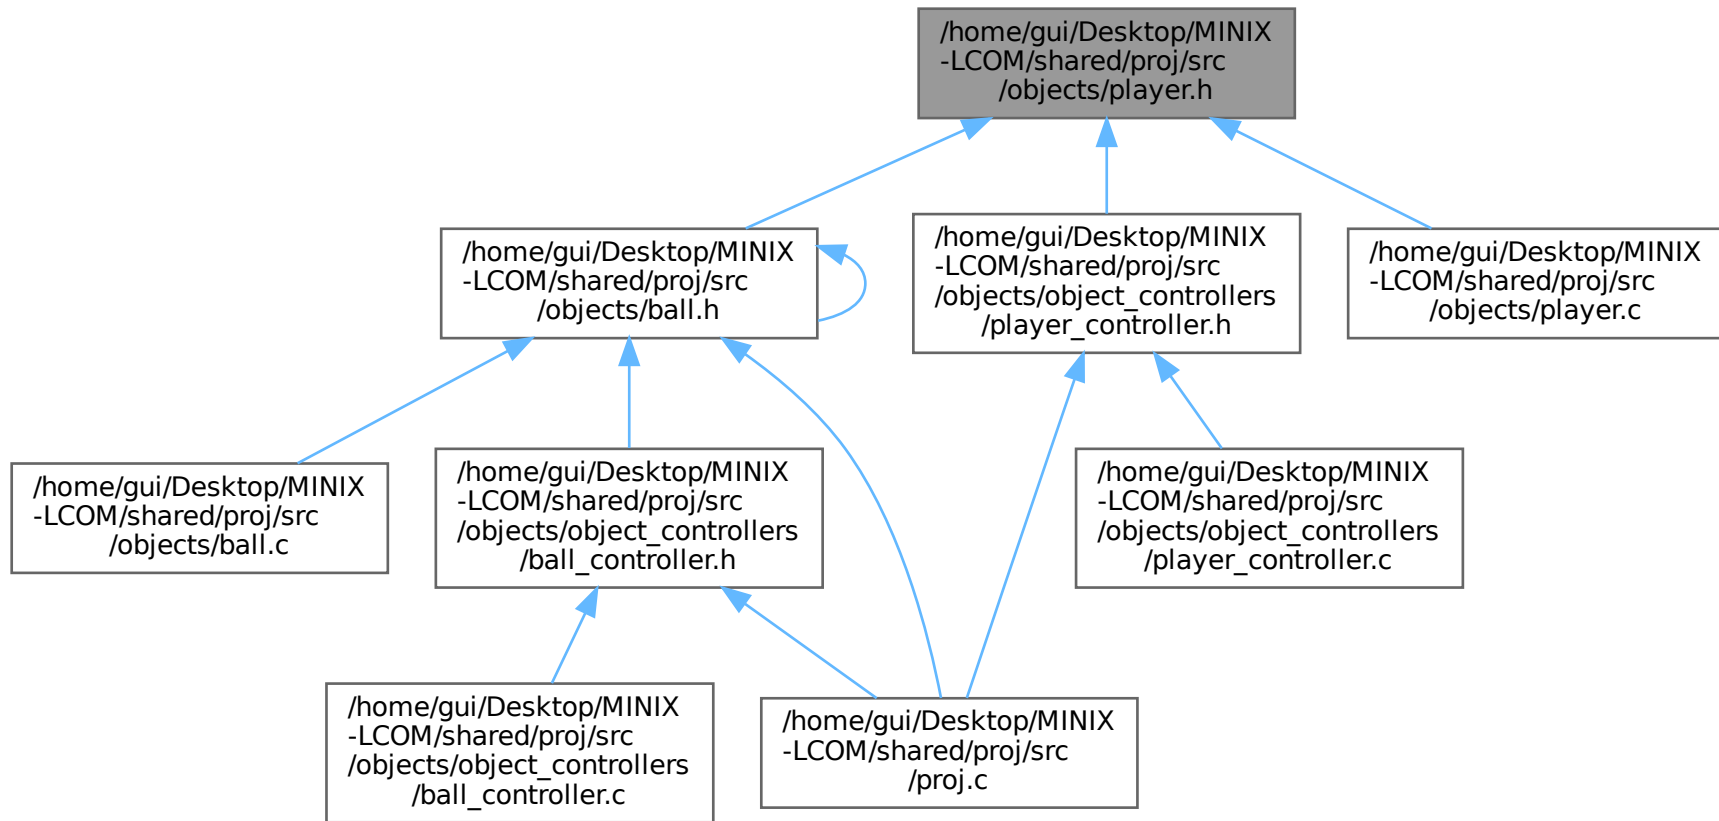 /home/gui/Desktop/MINIX
-LCOM/shared/proj/src
/objects/player.h
/home/gui/Desktop/MINIX
-LCOM/shared/proj/src
/objects/ball.h
/home/gui/Desktop/MINIX
-LCOM/shared/proj/src
/objects/object_controllers
/player_controller.h
/home/gui/Desktop/MINIX
-LCOM/shared/proj/src
/objects/player.c
/home/gui/Desktop/MINIX
-LCOM/shared/proj/src
/objects/ball.c
/home/gui/Desktop/MINIX
-LCOM/shared/proj/src
/objects/object_controllers
/ball_controller.h
/home/gui/Desktop/MINIX
-LCOM/shared/proj/src
/objects/object_controllers
/player_controller.c
/home/gui/Desktop/MINIX
-LCOM/shared/proj/src
/objects/object_controllers
/ball_controller.c
/home/gui/Desktop/MINIX
-LCOM/shared/proj/src
/proj.c